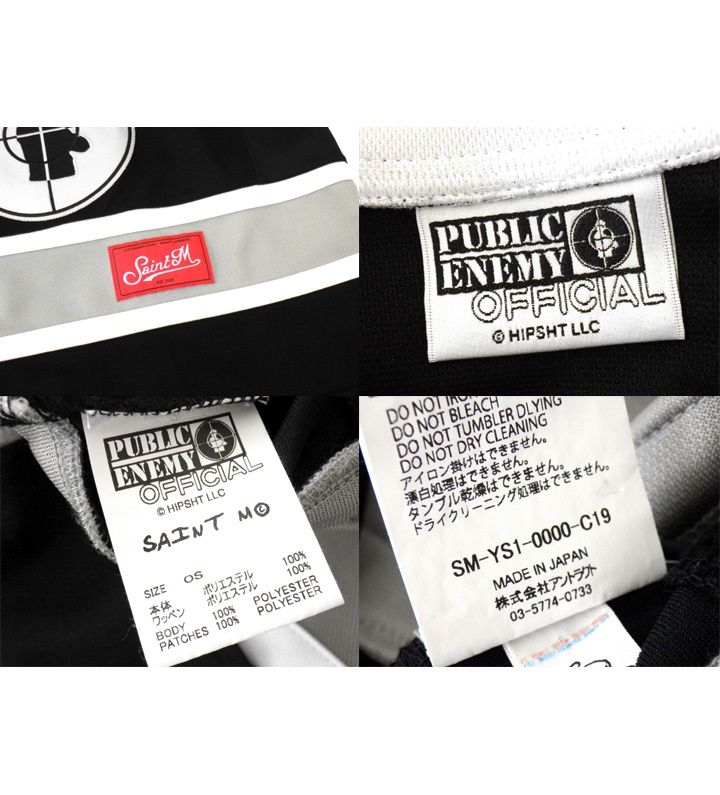 Saint M
PUBLIC
ENEMY
OFFICIAL
© HIPSHT LLC
PUBLIC
ENEMY
OFFICIAL
© HIPSHT LLC
SAINT M©
SIZE OS
本体 ポリエステル 100%
ワッペン ポリエステル 100%
BODY 100% POLYESTER
PATCHES 100% POLYESTER
DO NOT IRON
DO NOT BLEACH
DO NOT TUMBLER DLYING
DO NOT DRY CLEANING
アイロン掛けはできません。
漂白処理はできません。
タンブル乾燥はできません。
ドライクリーニング処理はできません。
SM-YS1-0000-C19
MADE IN JAPAN
株式会社アントラクト
03-5774-0733